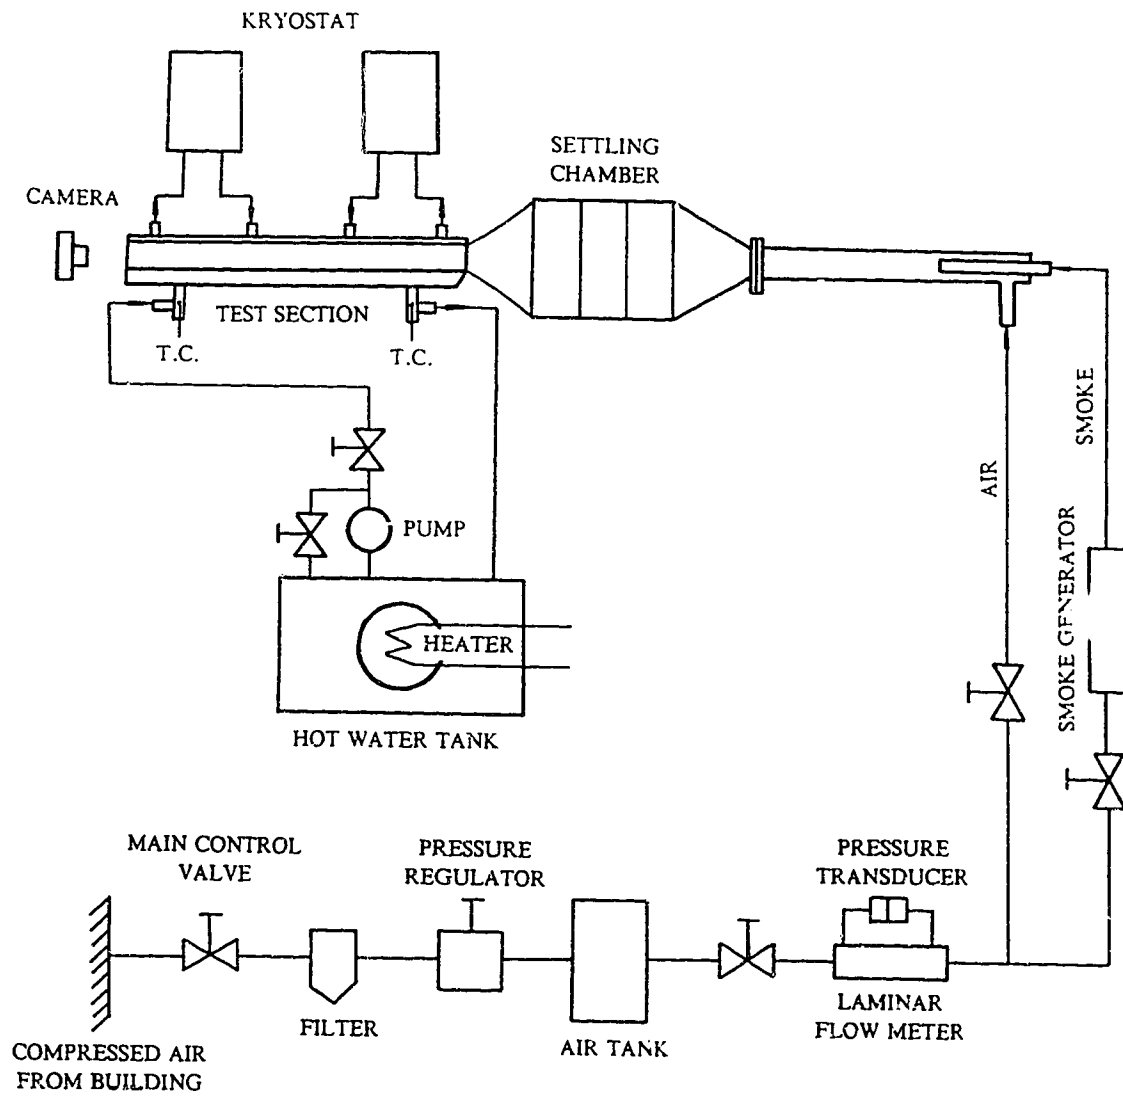 KRYOSTAT
SETTLING
CHAMBER
CAMERA
TEST SECTION
T.C.
T.C.
SMOKE
AIR
PUMP
SMOKE GENERATOR
HEATER
HOT WATER TANK
MAIN CONTROL
VALVE
PRESSURE
REGULATOR
PRESSURE
TRANSDUCER
FILTER
AIR TANK
LAMINAR
FLOW METER
COMPRESSED AIR
FROM BUILDING